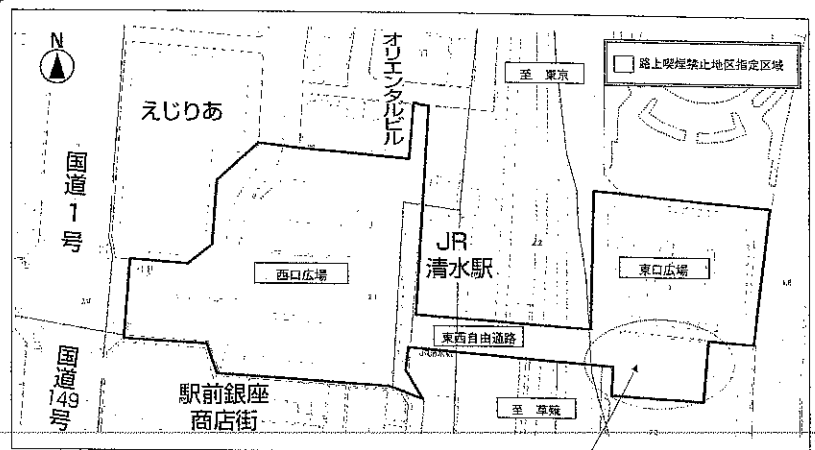 N
えじりあ
国道1号
オリエンタルビル
至 東京
路上喫煙禁止地区指定区域
西口広場
JR
清水駅
東口広場
東西自由通路
国道149号
駅前銀座
商店街
至 草薙